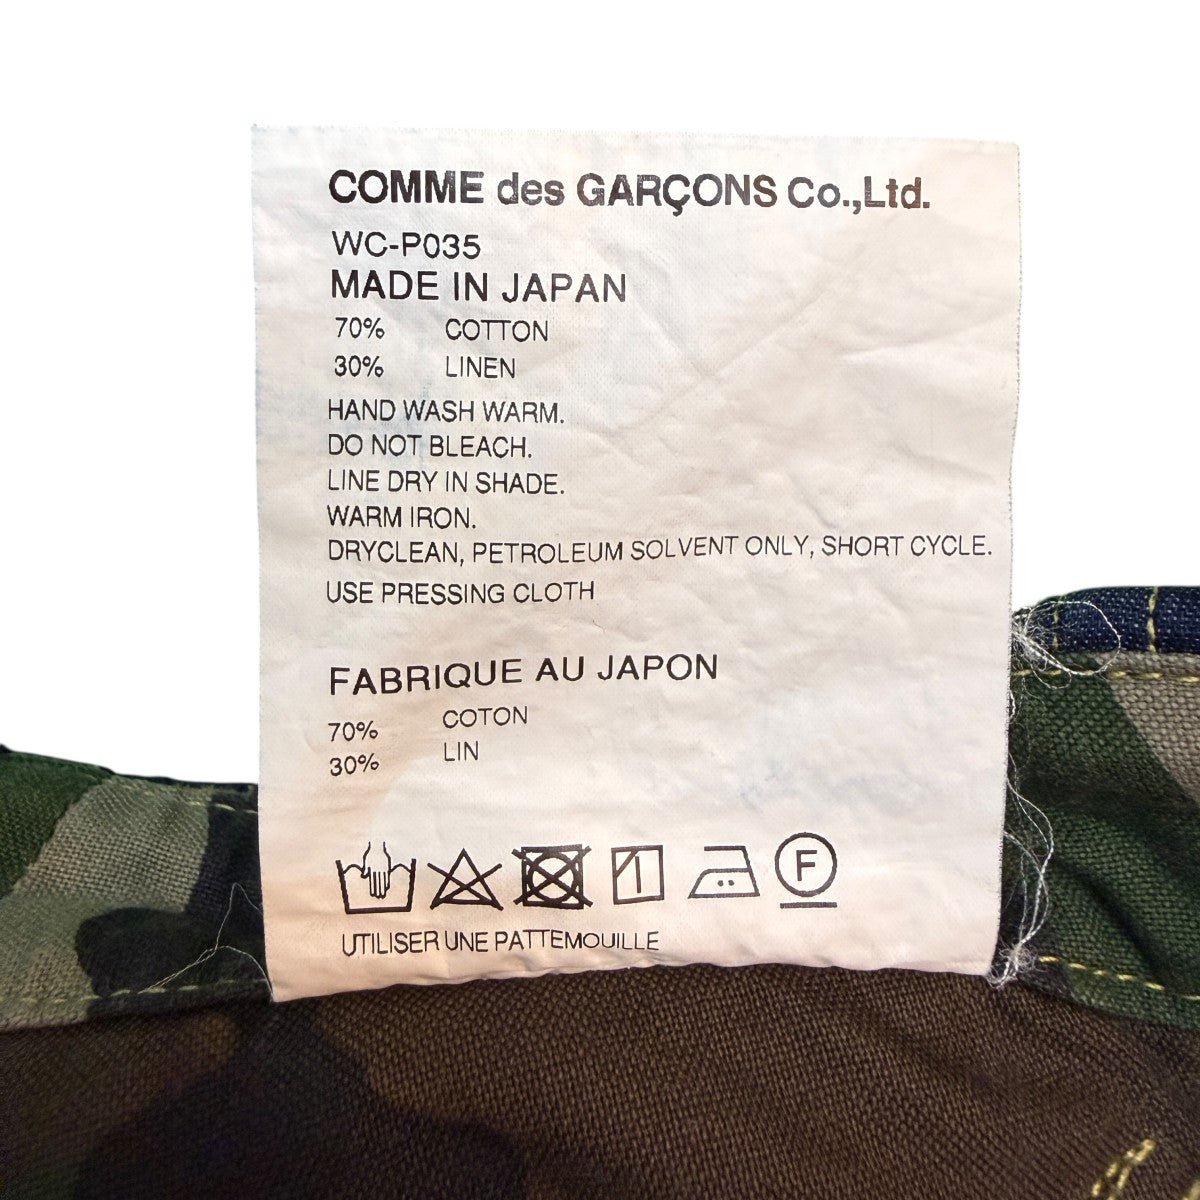 COMME des GARÇONS Co.,Ltd.
WC-P035
MADE IN JAPAN
70% COTTON
30% LINEN
HAND WASH WARM.
DO NOT BLEACH.
LINE DRY IN SHADE.
WARM IRON.
DRYCLEAN, PETROLEUM SOLVENT ONLY, SHORT CYCLE.
USE PRESSING CLOTH
FABRIQUE AU JAPON
70% COTON
30% LIN
F
UTILISER UNE PATTEMOUILLE